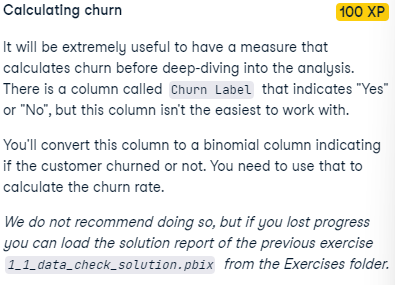 Calculating churn
100 XP
It will be extremely useful to have a measure that
calculates churn before deep-diving into the analysis.
There is a column called Churn Label that indicates "Yes"
or "No", but this column isn't the easiest to work with.
You'll convert this column to a binomial column indicating
if the customer churned or not. You need to use that to
calculate the churn rate.
We do not recommend doing so, but if you lost progress
you can load the solution report of the previous exercise
1_1_data_check_solution.pbix from the Exercises folder.